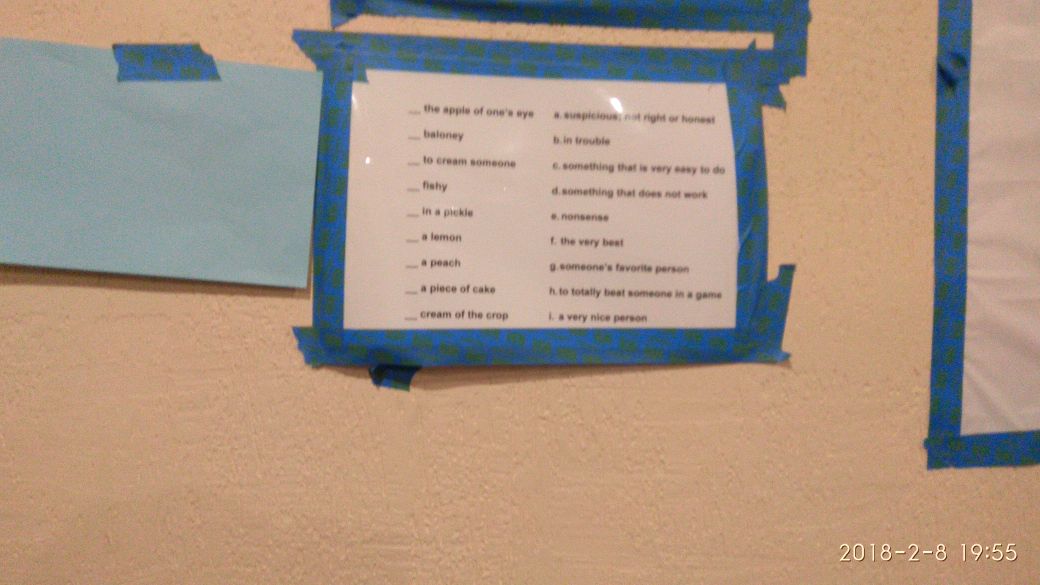 __ the apple of one's eye a. suspicious; not right or honest
__ baloney b. in trouble
__ to cream someone c. something that is very easy to do
__ fishy d. something that does not work
__ in a pickle e. nonsense
__ a lemon f. the very best
__ a peach g. someone's favorite person
__ a piece of cake h. to totally beat someone in a game
__ cream of the crop i. a very nice person
2018-2-8 19:55